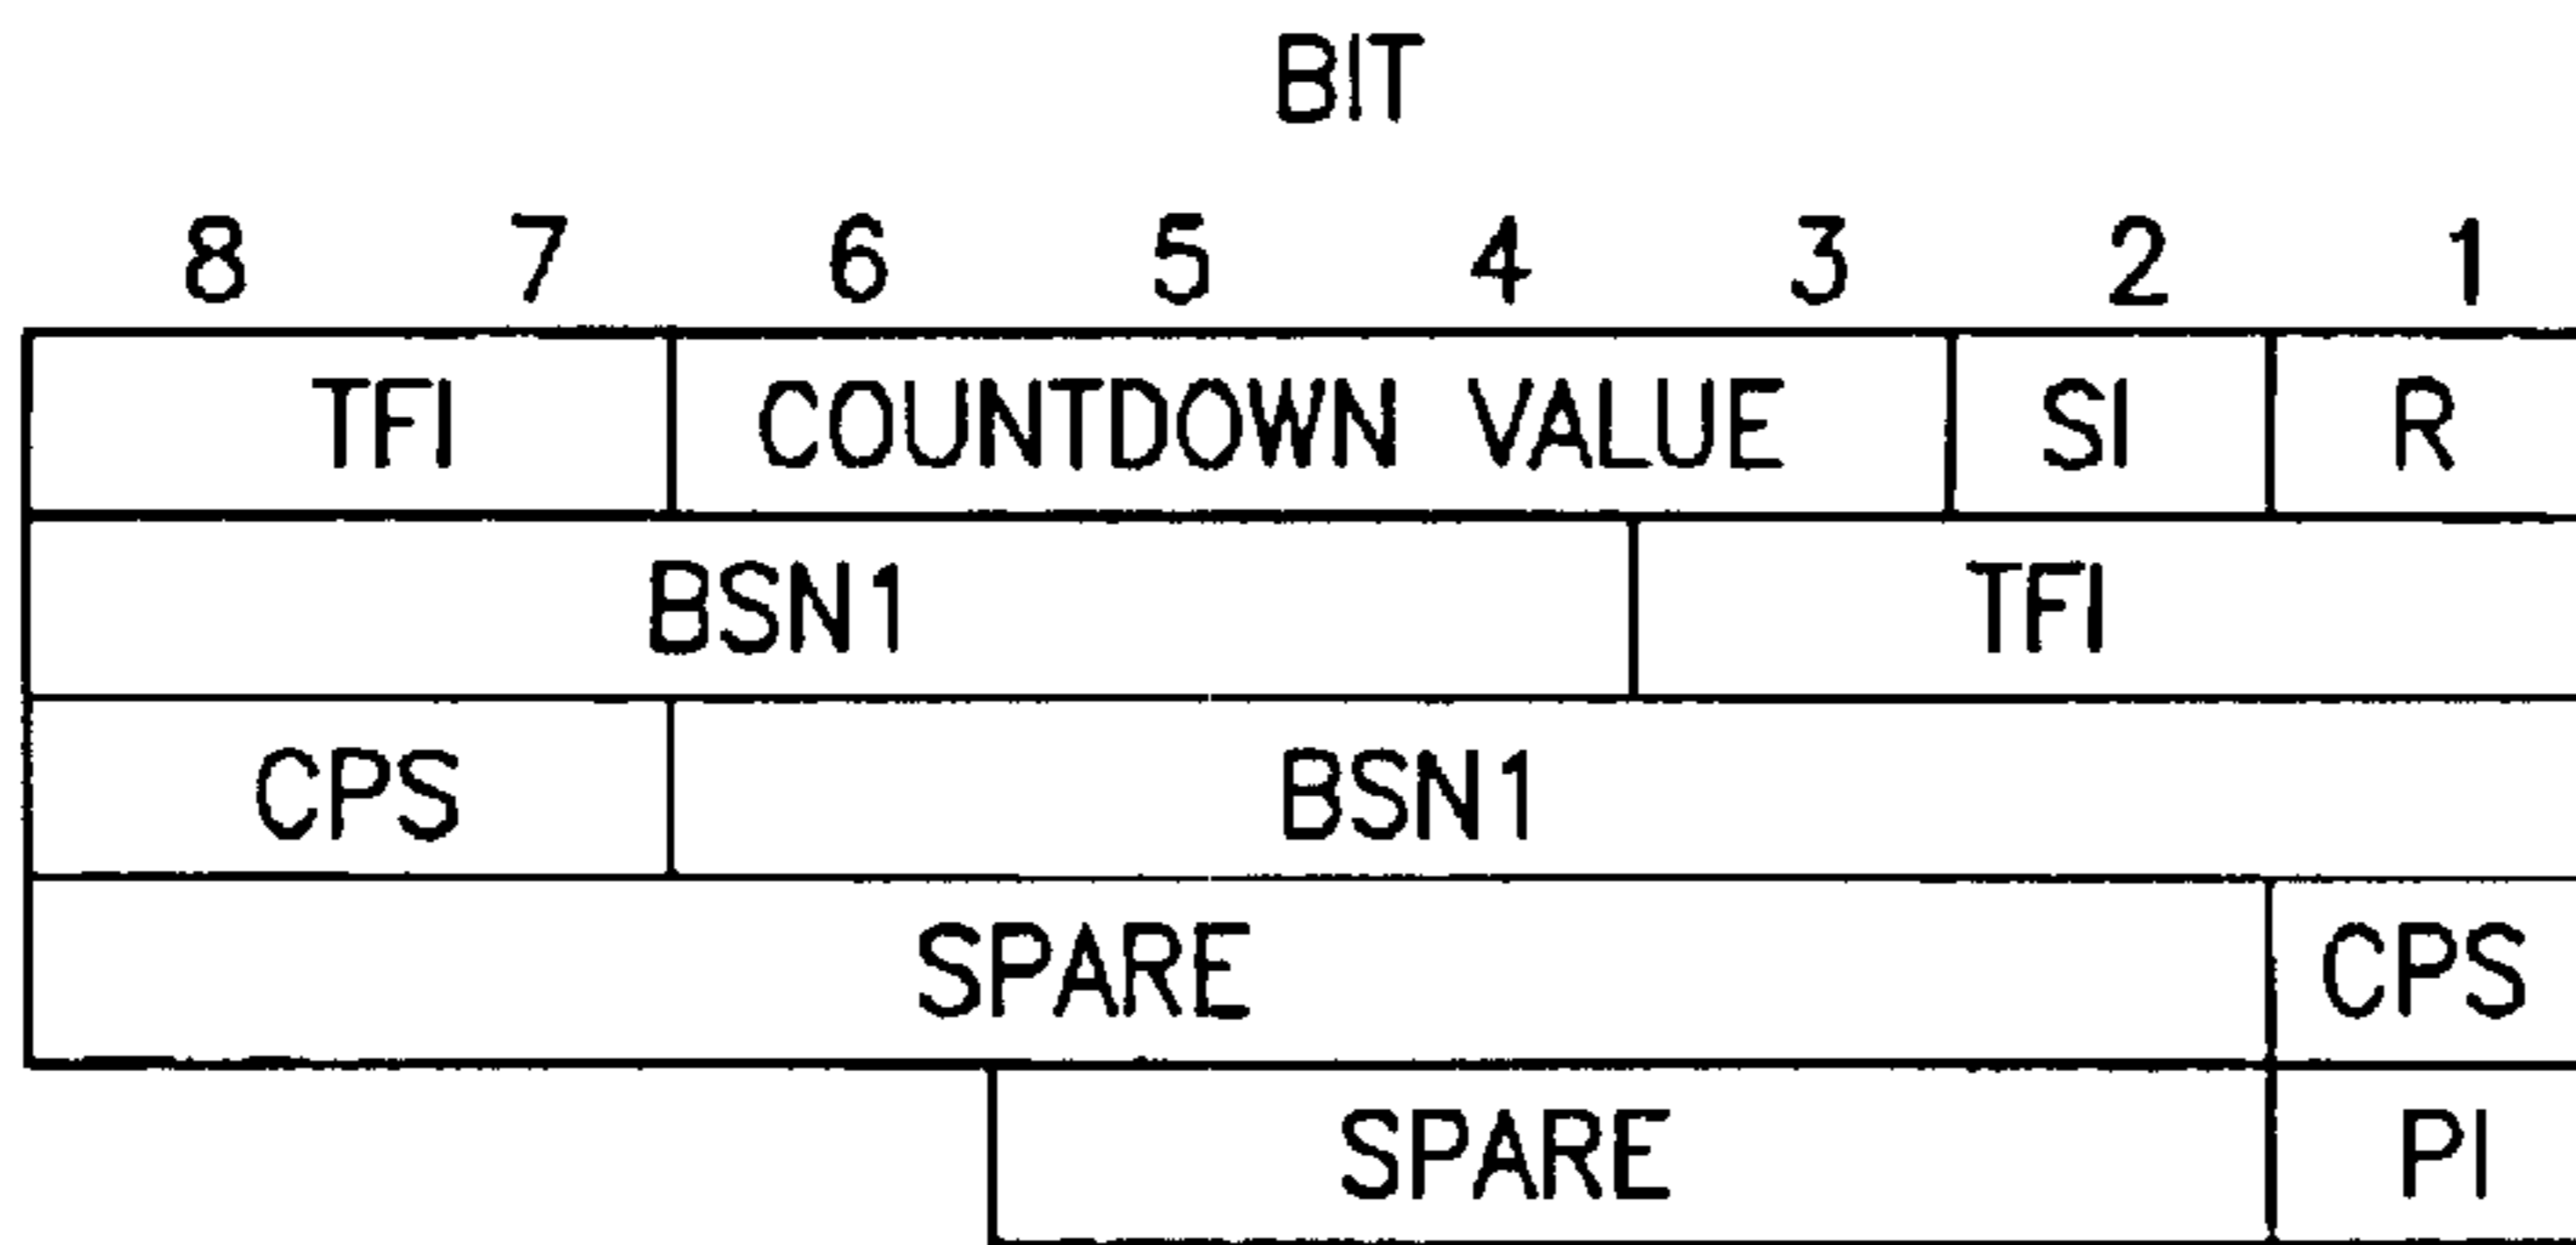 BIT
8 7 6 5 4 3 2 1
TFI COUNTDOWN VALUE SI R
BSN1 TFI
CPS BSN1
SPARE CPS
SPARE PI